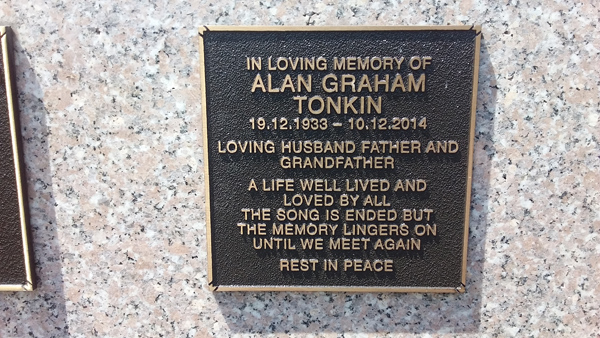 IN LOVING MEMORY OF
ALAN GRAHAM
TONKIN
19.12.1933 – 10.12.2014
LOVING HUSBAND FATHER AND
GRANDFATHER
A LIFE WELL LIVED AND
LOVED BY ALL
THE SONG IS ENDED BUT
THE MEMORY LINGERS ON
UNTIL WE MEET AGAIN
REST IN PEACE